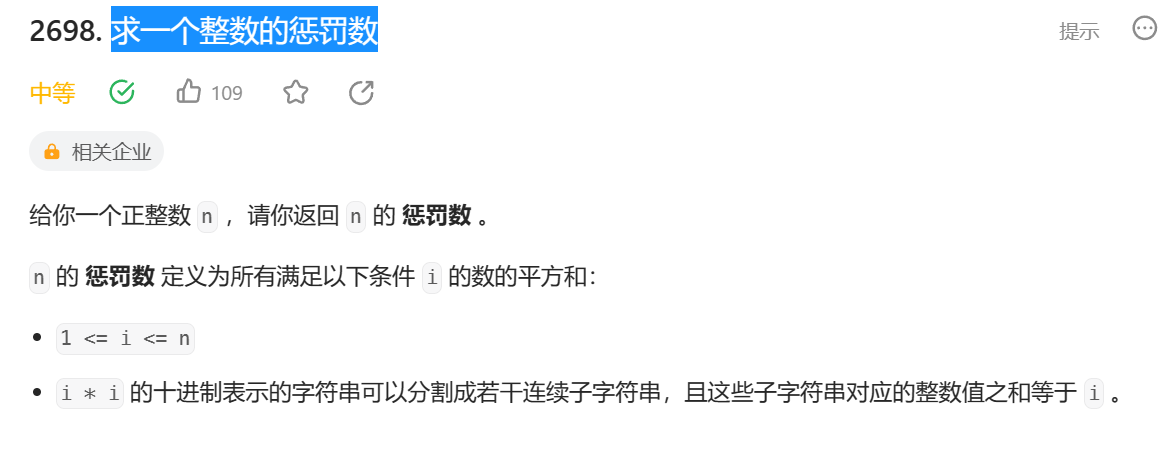 2698. 求一个整数的惩罚数
提示
中等
109
相关企业
给你一个正整数 n ，请你返回 n 的 惩罚数 。
n 的 惩罚数 定义为所有满足以下条件 i 的数的平方和：
1 <= i <= n
i * i 的十进制表示的字符串可以分割成若干连续子字符串，且这些子字符串对应的整数值之和等于 i 。